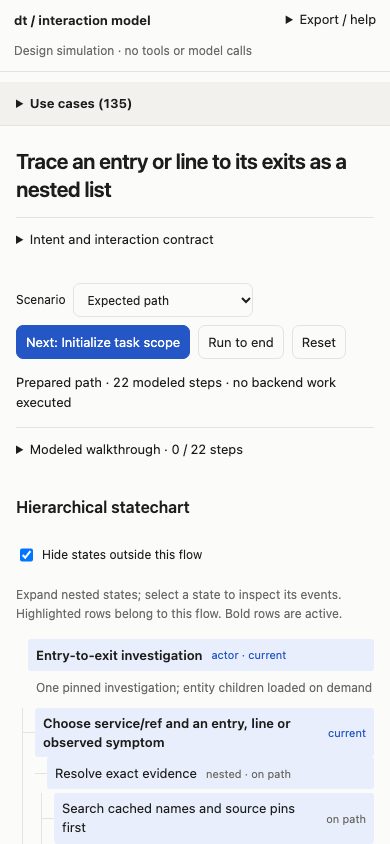 dt / interaction model
▶ Export / help
Design simulation · no tools or model calls
▶ Use cases (135)
Trace an entry or line to its exits as a
nested list
▶ Intent and interaction contract
Scenario
Expected path
Next: Initialize task scope
Run to end
Reset
Prepared path · 22 modeled steps · no backend work
executed
▶ Modeled walkthrough · 0 / 22 steps
Hierarchical statechart
Hide states outside this flow
Expand nested states; select a state to inspect its events.
Highlighted rows belong to this flow. Bold rows are active.
Entry-to-exit investigation actor · current
One pinned investigation; entity children loaded on demand
Choose service/ref and an entry, line or
observed symptom
current
Resolve exact evidence nested · on path
Search cached names and source pins
first
on path